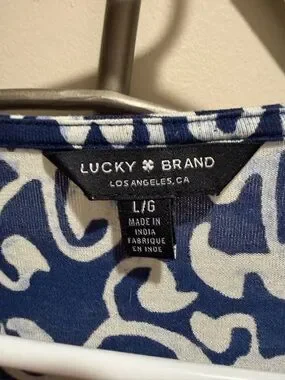 LUCKY BRAND
LOS ANGELES, CA
L/G
MADE IN
INDIA
FABRIQUE
EN INDE